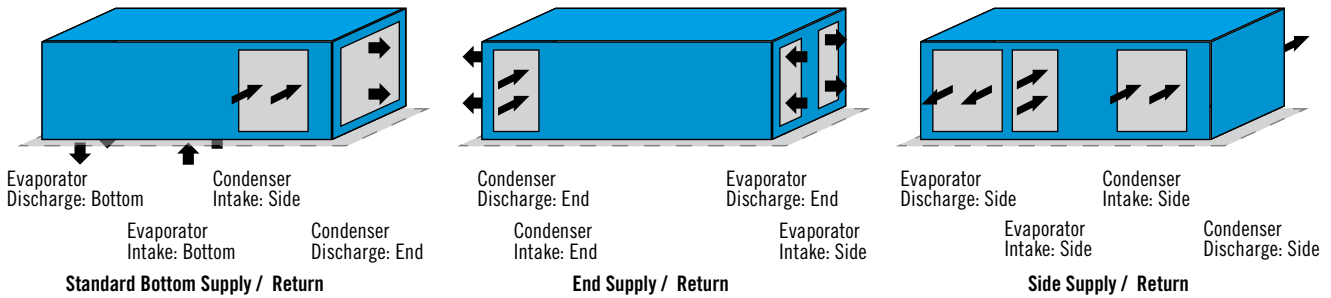 Evaporator
Discharge: Bottom
Condenser
Intake: Side
Evaporator
Intake: Bottom
Condenser
Discharge: End
Standard Bottom Supply / Return
Condenser
Discharge: End
Evaporator
Discharge: End
Condenser
Intake: End
Evaporator
Intake: Side
End Supply / Return
Evaporator
Discharge: Side
Condenser
Intake: Side
Evaporator
Intake: Side
Condenser
Discharge: Side
Side Supply / Return